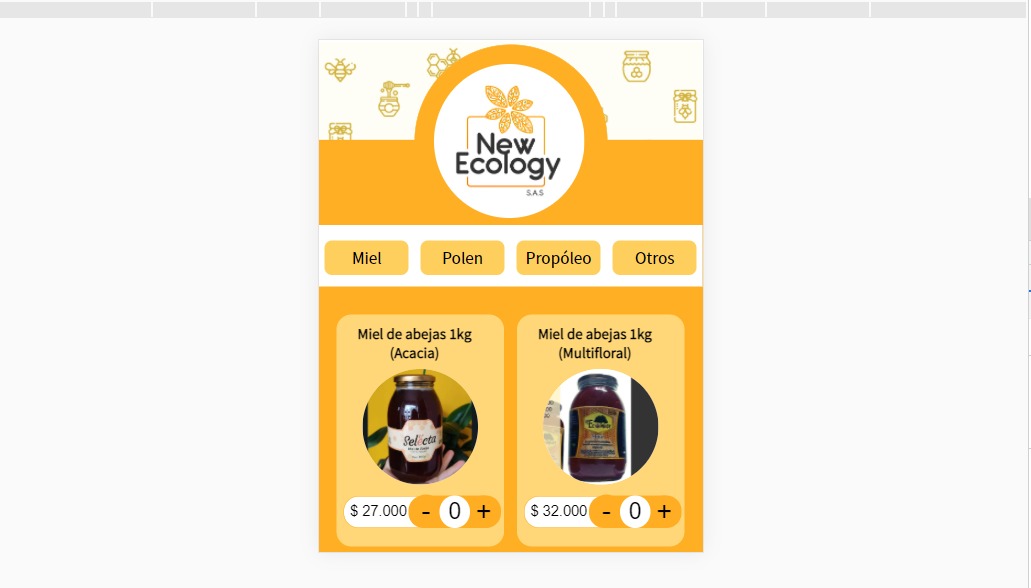 New
Ecology
S.A.S
Miel
Polen
Propóleo
Otros
Miel de abejas 1kg
(Acacia)
Miel de abejas 1kg
(Multifloral)
Selecta
$ 27.000
-
0
+
$ 32.000
-
0
+